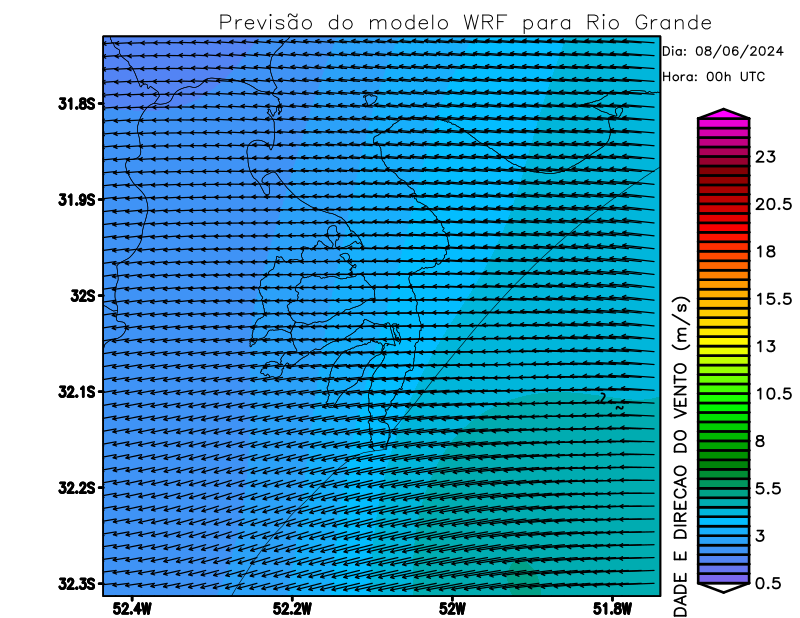 Previsão do modelo WRF para Rio Grande
Dia: 08/06/2024
Hora: 00h UTC
31.8S
31.9S
32S
32.1S
32.2S
32.3S
52.4W
52.2W
52W
51.8W
23
20.5
18
15.5
13
10.5
8
5.5
3
0.5
DADE E DIRECAO DO VENTO (m/s)